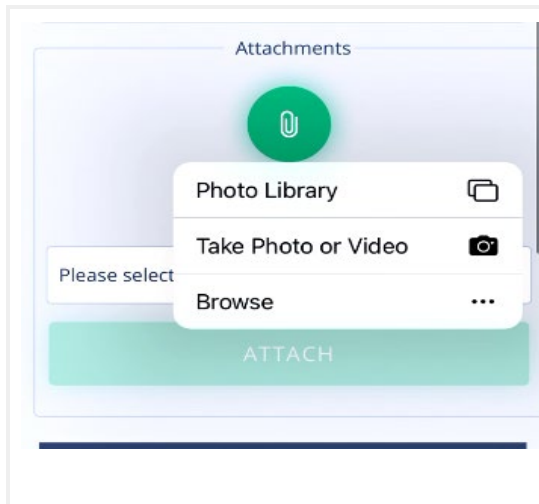 Attachments
Photo Library
Take Photo or Video
Please select
Browse
ATTACH